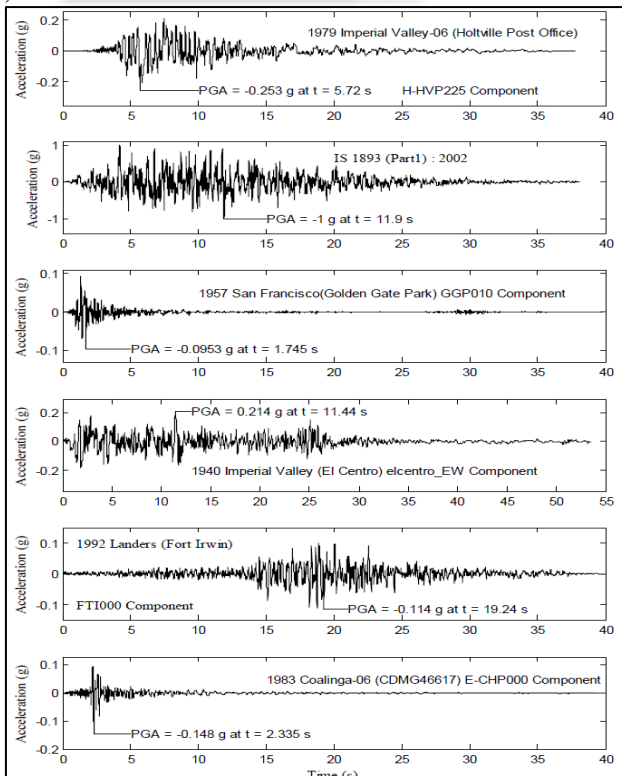 0.2
1979 Imperial Valley-06 (Holtville Post Office)
0
-0.2
PGA = -0.253 g at t = 5.72 s H-HVP225 Component
Acceleration (g)
0 5 10 15 20 25 30 35 40
1
IS 1893 (Part1) : 2002
0
-1
PGA = -1 g at t = 11.9 s
Acceleration (g)
0 5 10 15 20 25 30 35 40
0.1
1957 San Francisco(Golden Gate Park) GGP010 Component
0
-0.1
PGA = -0.0953 g at t = 1.745 s
Acceleration (g)
0 5 10 15 20 25 30 35 40
PGA = 0.214 g at t = 11.44 s
0.2
0
-0.2
1940 Imperial Valley (El Centro) elcentro_EW Component
Acceleration (g)
0 5 10 15 20 25 30 35 40 45 50 55
0.1
1992 Landers (Fort Irwin)
0
-0.1
FTI000 Component
PGA = -0.114 g at t = 19.24 s
Acceleration (g)
0 5 10 15 20 25 30 35 40
0.1
1983 Coalinga-06 (CDMG46617) E-CHP000 Component
0
-0.1
PGA = -0.148 g at t = 2.335 s
-0.2
Acceleration (g)
0 5 10 15 20 25 30 35 40
Time (s)